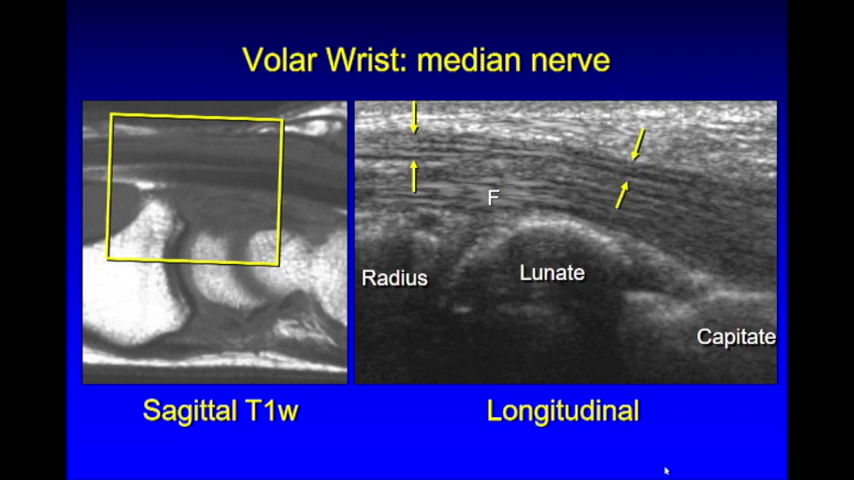 Volar Wrist: median nerve
F
Radius
Lunate
Capitate
Sagittal T1w
Longitudinal